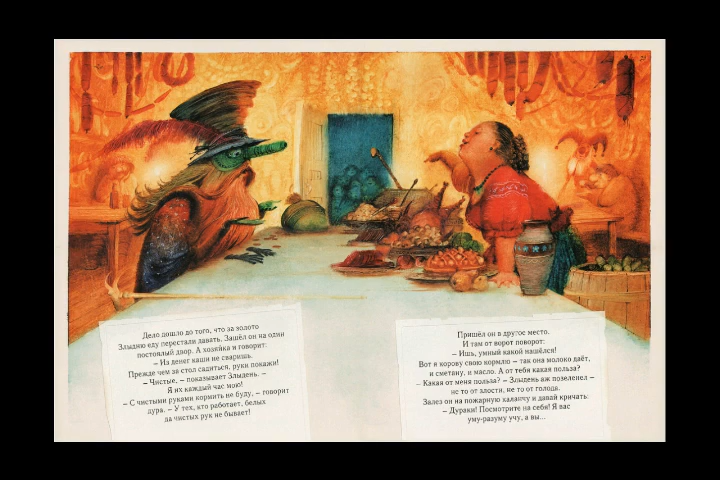 Дело дошло до того, что за золото
Злыдню еду перестали давать. Зашёл он на один
постоялый двор. А хозяйка и говорит:
– Из денег каши не сваришь.
Прежде чем за стол садиться, руки покажи!
– Чистые, – показывает Злыдень. –
Я их каждый час мою!
– С чистыми руками кормить не буду, – говорит
дура. – У тех, кто работает, белых
да чистых рук не бывает!
Пришёл он в другое место.
И там от ворот поворот:
– Ишь, умный какой нашёлся!
Вот я корову свою кормлю – так она молоко даёт,
и сметану, и масло. А от тебя какая польза?
– Какая от меня польза? – Злыдень аж позеленел –
не то от злости, не то от голода.
Залез он на пожарную каланчу и давай кричать:
– Дураки! Посмотрите на себя! Я вас
уму-разуму учу, а вы...